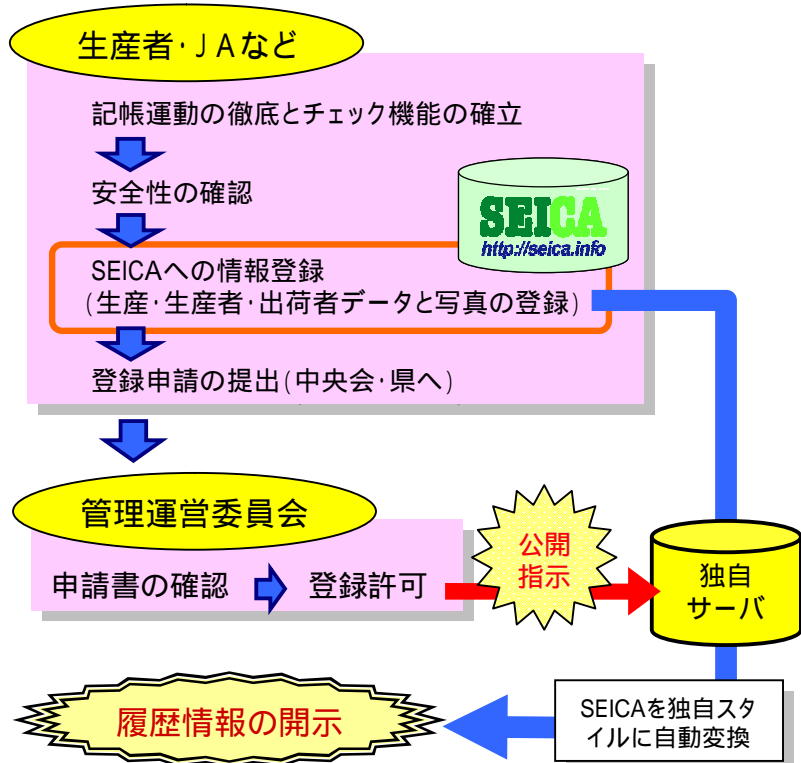 生産者･ＪＡなど
記帳運動の徹底とチェック機能の確立
安全性の確認
SEICA
http://seica.info
SEICAへの情報登録
(生産･生産者･出荷者データと写真の登録)
登録申請の提出(中央会･県へ)
管理運営委員会
申請書の確認
登録許可
公開
指示
独自
サーバ
履歴情報の開示
SEICAを独自スタ
イルに自動変換